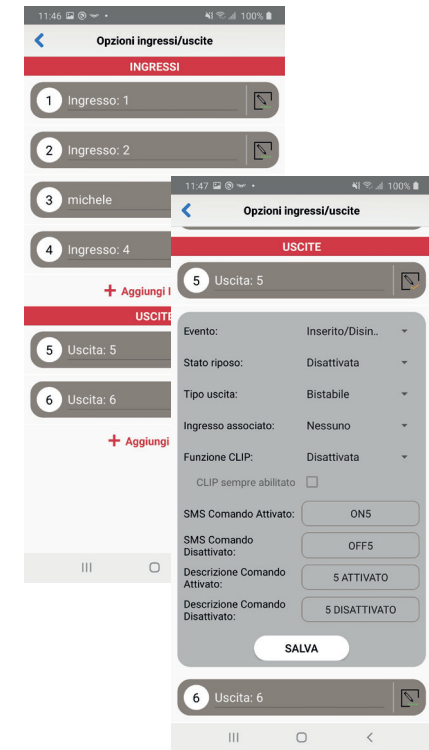 11:46
100%
Opzioni ingressi/uscite
INGRESSI
1 Ingresso: 1
2 Ingresso: 2
3 michele
4 Ingresso: 4
+ Aggiungi
USCITE
5 Uscita: 5
6 Uscita: 6
+ Aggiungi
11:47
100%
Opzioni ingressi/uscite
USCITE
5 Uscita: 5
Evento: Inserito/Disin..
Stato riposo: Disattivata
Tipo uscita: Bistabile
Ingresso associato: Nessuno
Funzione CLIP: Disattivata
CLIP sempre abilitato
SMS Comando Attivato: ON5
SMS Comando
Disattivato: OFF5
Descrizione Comando
Attivato: 5 ATTIVATO
Descrizione Comando
Disattivato: 5 DISATTIVATO
SALVA
6 Uscita: 6